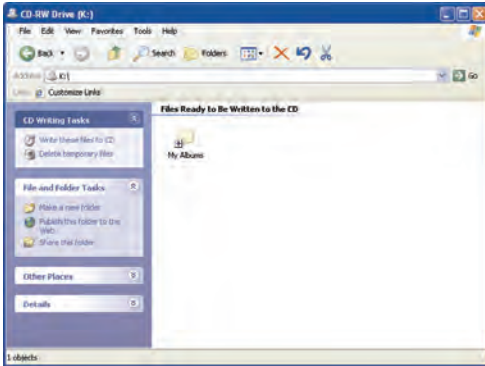 CD-RW Drive (K:)
File Edit View Favorites Tools Help
Back Search Folders
Address K:\ Go
Links Customize Links
Files Ready to Be Written to the CD
CD Writing Tasks
Write these files to CD
Delete temporary files
My Albums
File and Folder Tasks
Make a new folder
Publish this folder to the
Web
Share this folder
Other Places
Details
1 objects